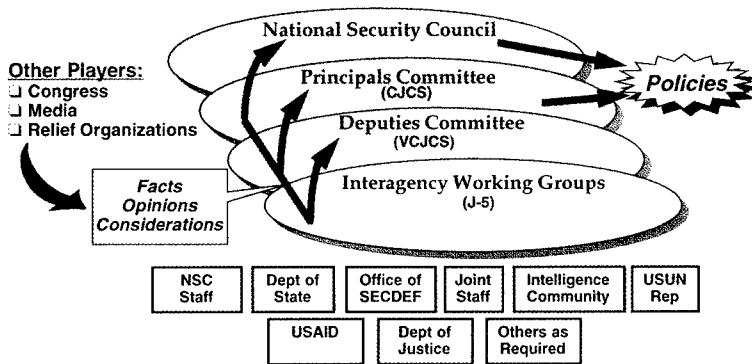 National Security Council
Other Players:
❏ Congress
❏ Media
❏ Relief Organizations
Principals Committee
(CJCS)
Policies
Deputies Committee
(VCJCS)
Facts
Opinions
Considerations
Interagency Working Groups
(J-5)
NSC
Staff
Dept of
State
Office of
SECDEF
Joint
Staff
Intelligence
Community
USUN
Rep
USAID
Dept of
Justice
Others as
Required